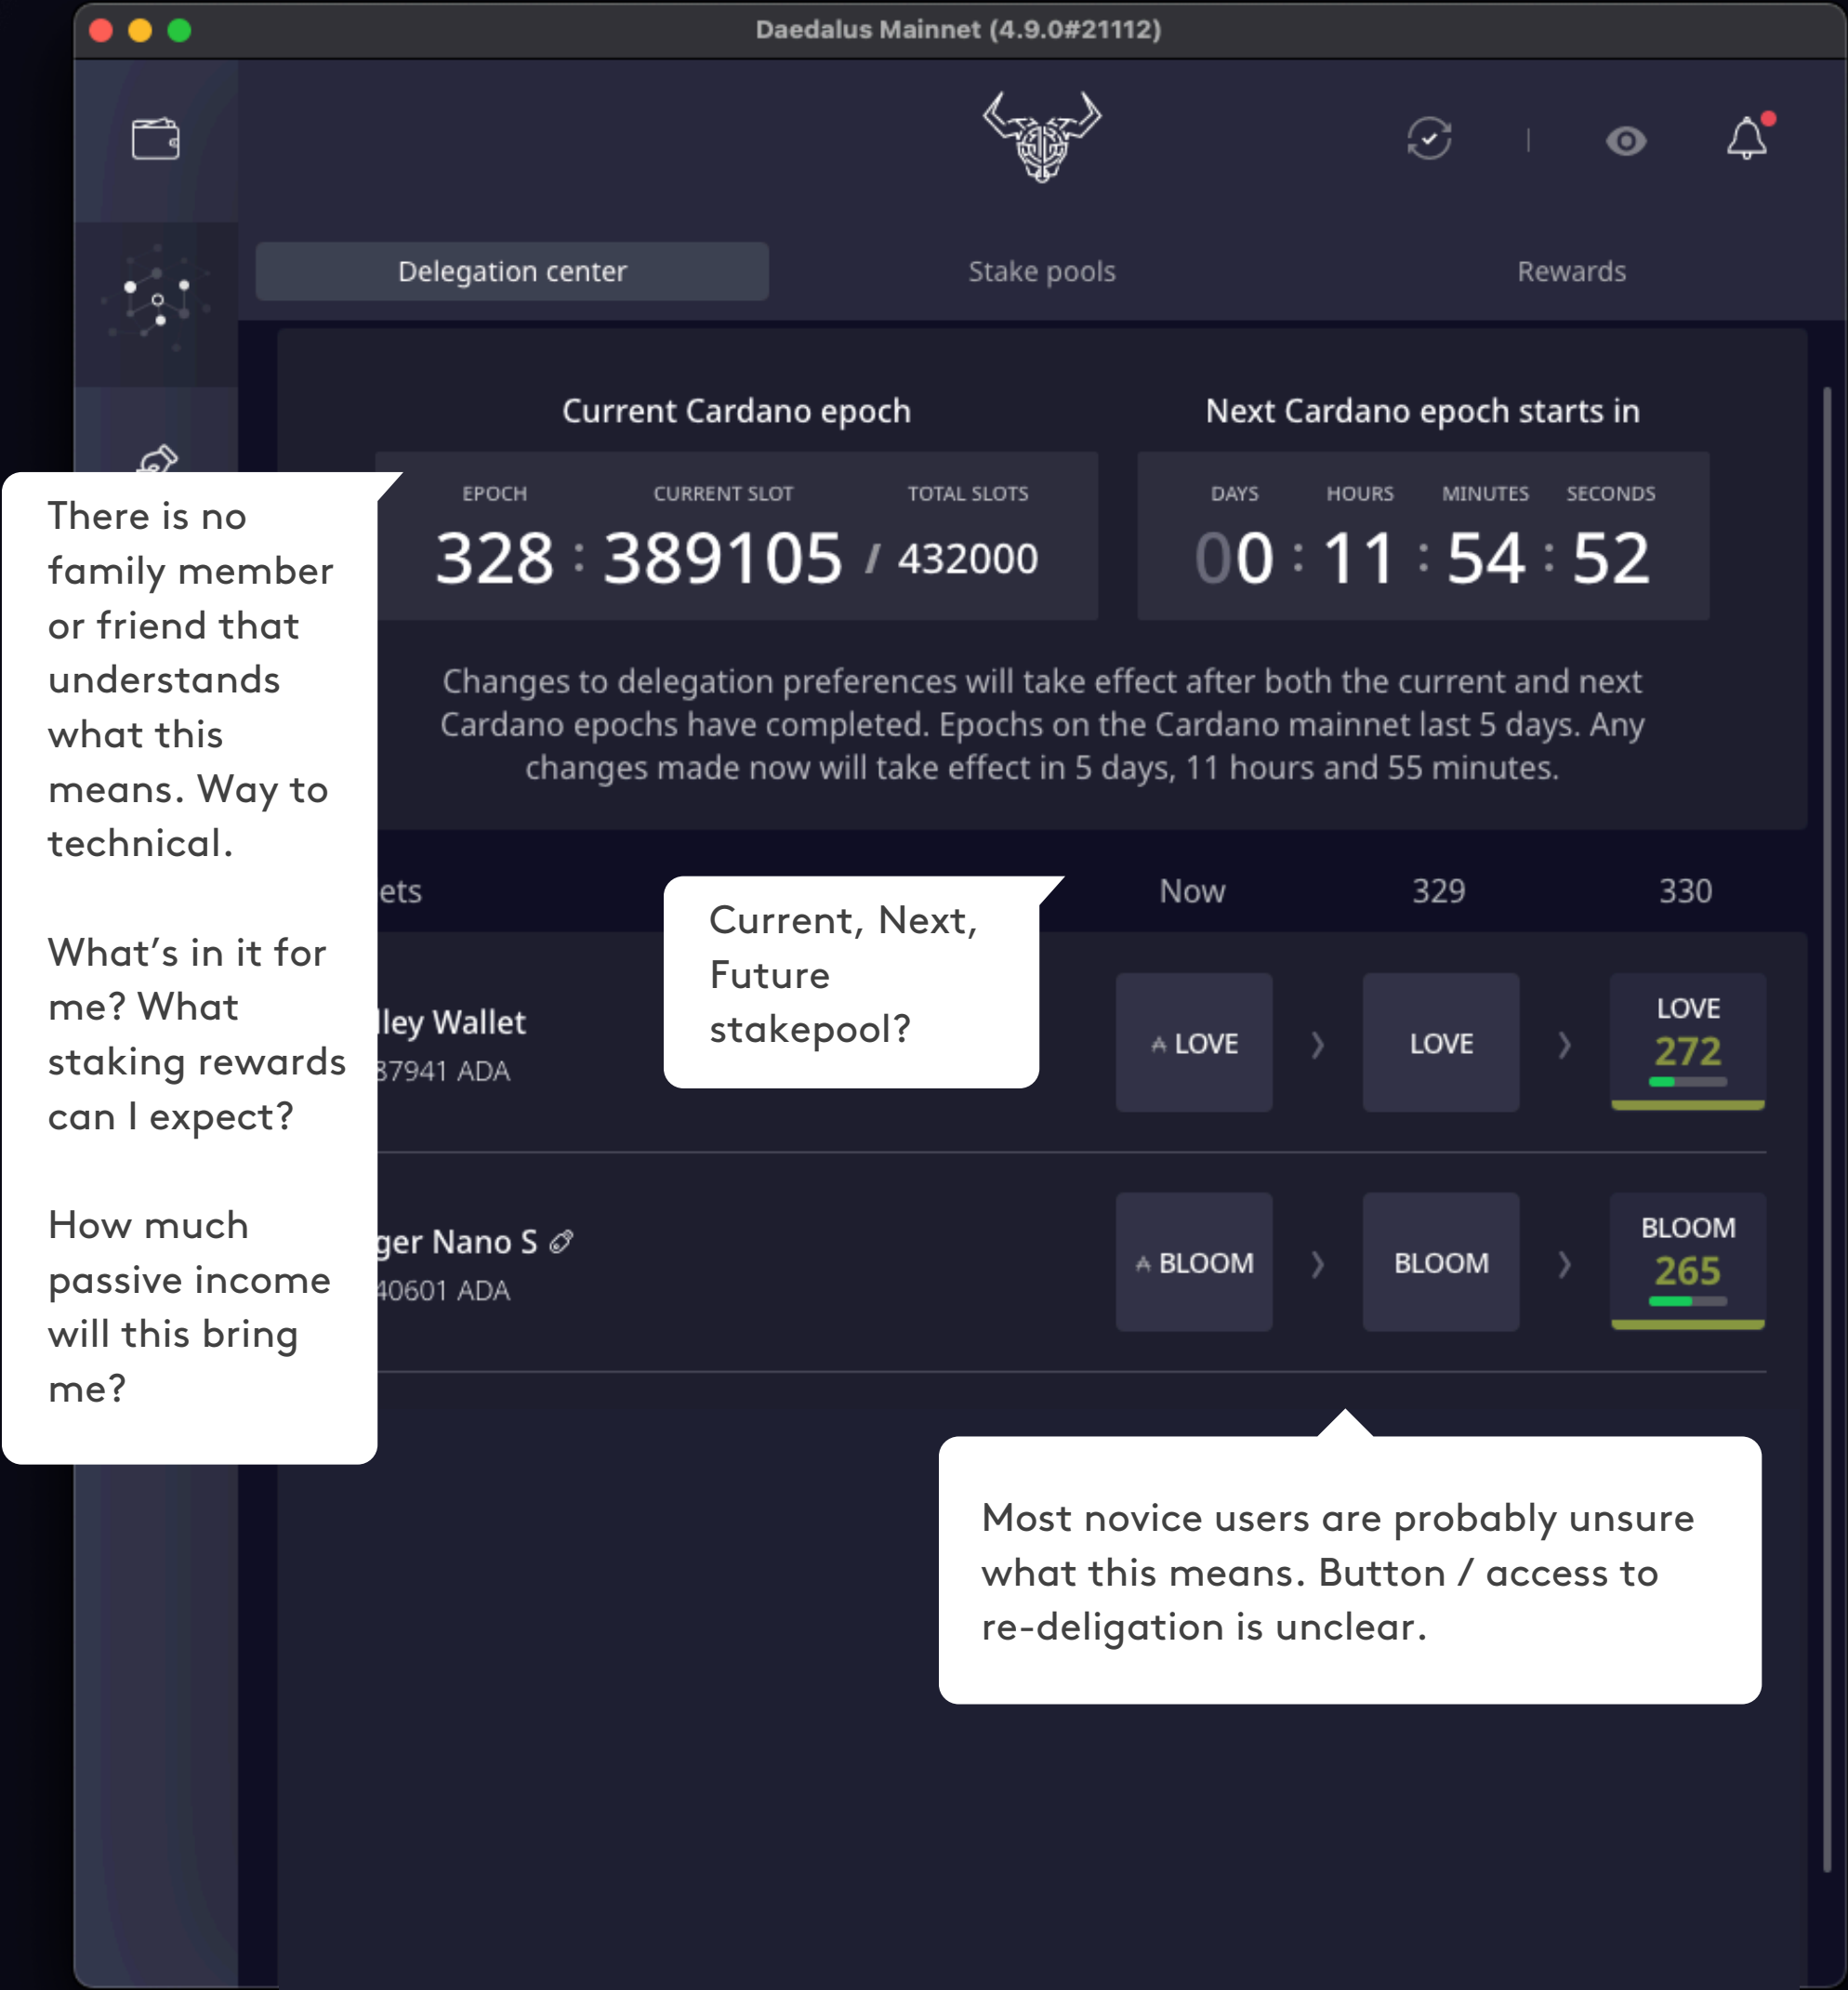 Daedalus Mainnet (4.9.0#21112)
Delegation center
Stake pools
Rewards
Current Cardano epoch
Next Cardano epoch starts in
EPOCH CURRENT SLOT TOTAL SLOTS
328 : 389105 / 432000
DAYS HOURS MINUTES SECONDS
00 : 11 : 54 : 52
Changes to delegation preferences will take effect after both the current and next
Cardano epochs have completed. Epochs on the Cardano mainnet last 5 days. Any
changes made now will take effect in 5 days, 11 hours and 55 minutes.
There is no
family member
or friend that
understands
what this
means. Way to
technical.
What's in it for
me? What
staking rewards
can I expect?
How much
passive income
will this bring
me?
ets
Now
329
330
Current, Next,
Future
stakepool?
lley Wallet
87941 ADA
₳ LOVE
LOVE
LOVE
272
ger Nano S
40601 ADA
₳ BLOOM
BLOOM
BLOOM
265
Most novice users are probably unsure
what this means. Button / access to
re-deligation is unclear.